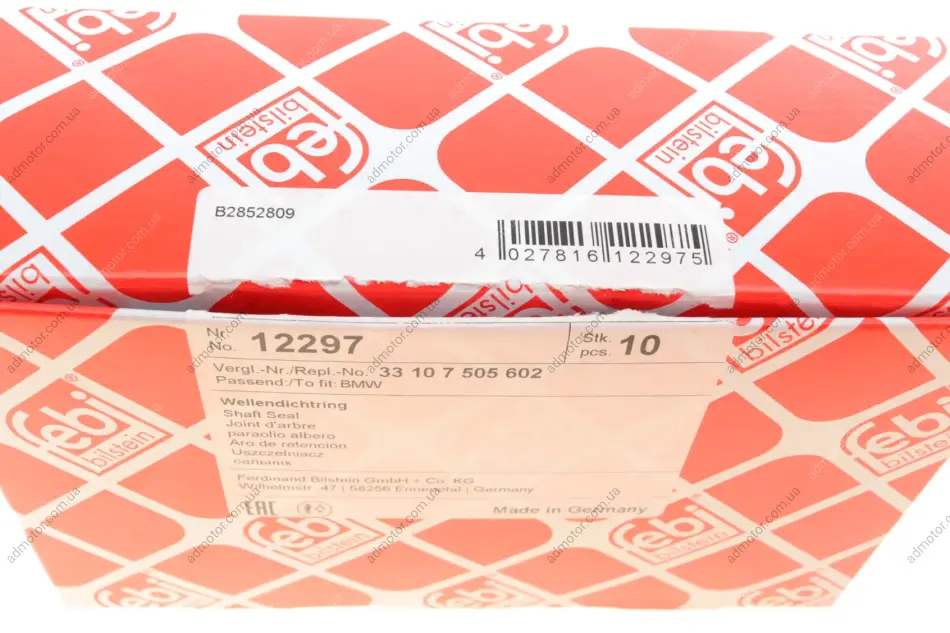 B2852809
4 027816 122975
Nr.
No. 12297
Stk.
pcs. 10
Vergl.-Nr./Repl.-No. 33 10 7 505 602
Passend:/To fit: BMW
Wellendichtring
Shaft Seal
Joint d'arbre
paraolio albero
Aro de retención
Uszczelniacz
сальник
Ferdinand Bilstein GmbH + Co. KG
Wilhelmstr. 47 | 58256 Ennepetal | Germany
EAC
Made in Germany
febi
bilstein
admotor.com.ua